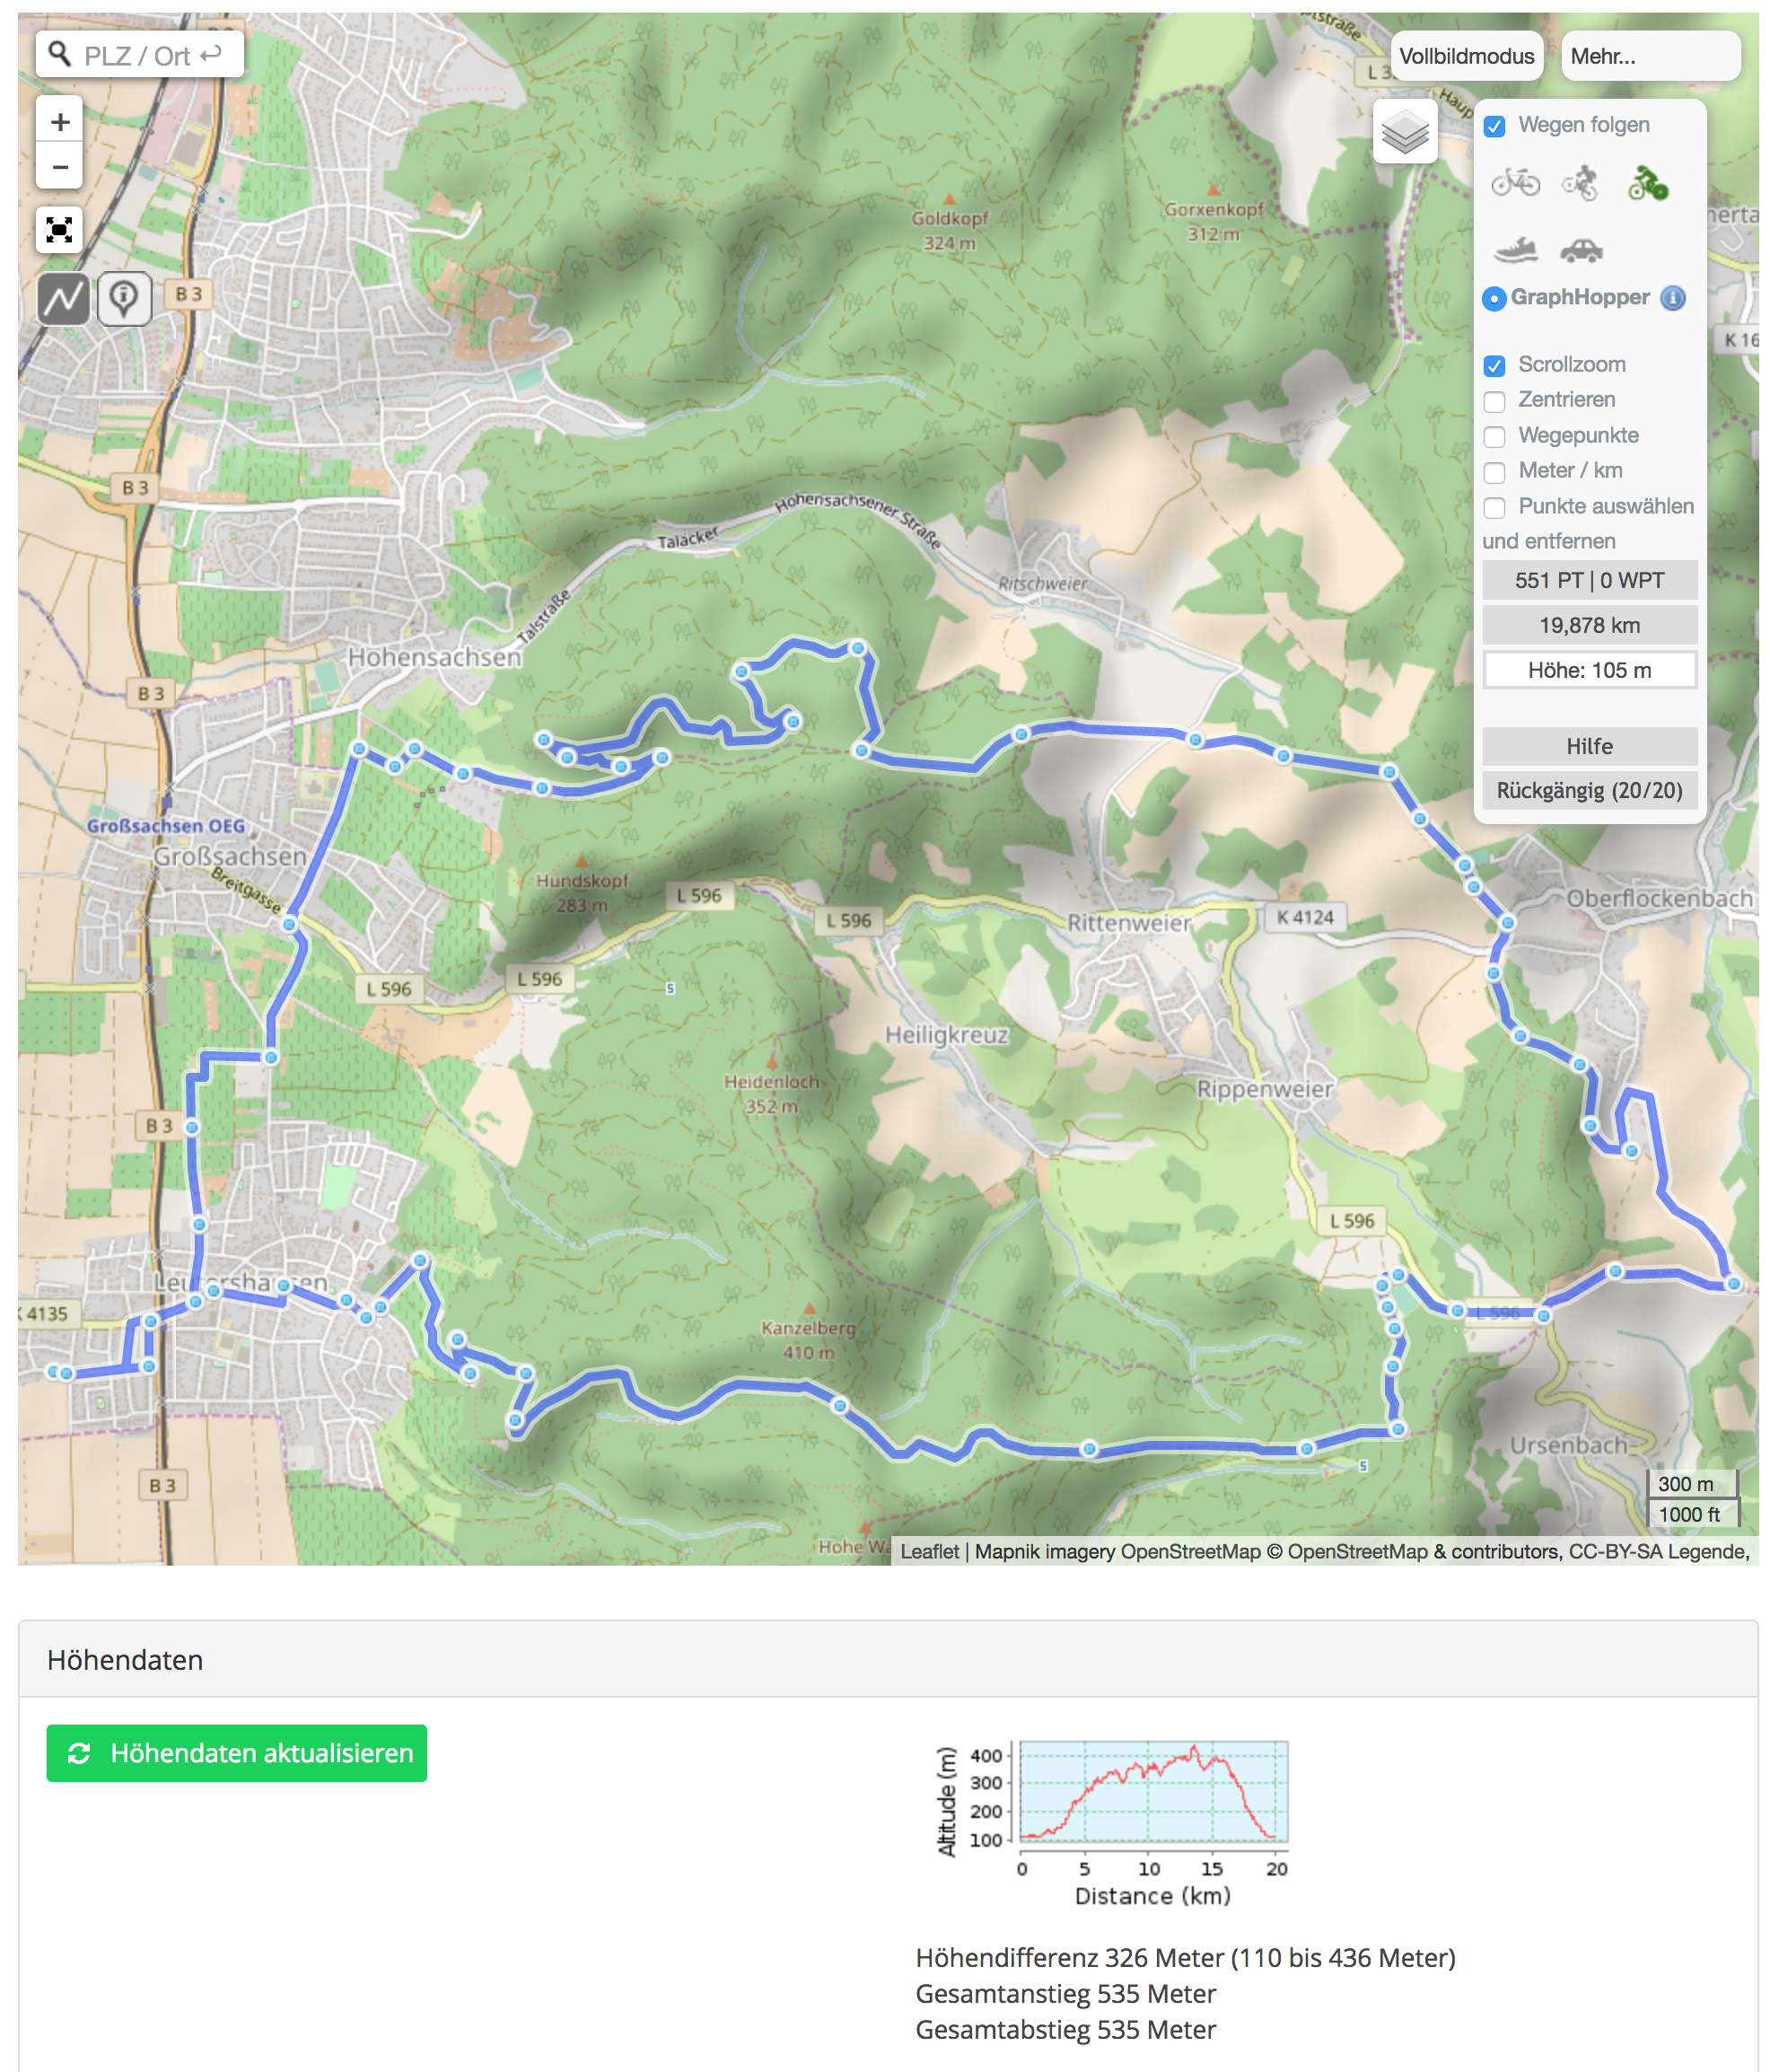 PLZ / Ort
Vollbildmodus
Mehr...
+
−
B 3
Hauptstraße
Wegen folgen
GraphHopper
K 16
Scrollzoom
Zentrieren
Wegepunkte
Meter / km
Punkte auswählen
und entfernen
551 PT | 0 WPT
19,878 km
Höhe: 105 m
Hilfe
Rückgängig (20/20)
Goldkopf
324 m
Gorxenkopf
312 m
B 3
Hohensachsener Straße
Talacker
Ritschweier
Talstraße
Hohensachsen
B 3
Großsachsen OEG
Großsachsen
Breitgasse
Hundskopf
283 m
L 596
L 596
Rittenweier
K 4124
Oberflockenbach
L 596
L 596
Heiligkreuz
Heidenloch
352 m
Rippenweier
B 3
L 596
Leutershausen
K 4135
L 596
Kanzelberg
410 m
Ursenbach
B 3
300 m
1000 ft
Hohe Wa
Leaflet | Mapnik imagery OpenStreetMap © OpenStreetMap & contributors, CC-BY-SA Legende,
Höhendaten
Höhendaten aktualisieren
Altitude (m)
400
300
200
100
0 5 10 15 20
Distance (km)
Höhendifferenz 326 Meter (110 bis 436 Meter)
Gesamtanstieg 535 Meter
Gesamtabstieg 535 Meter